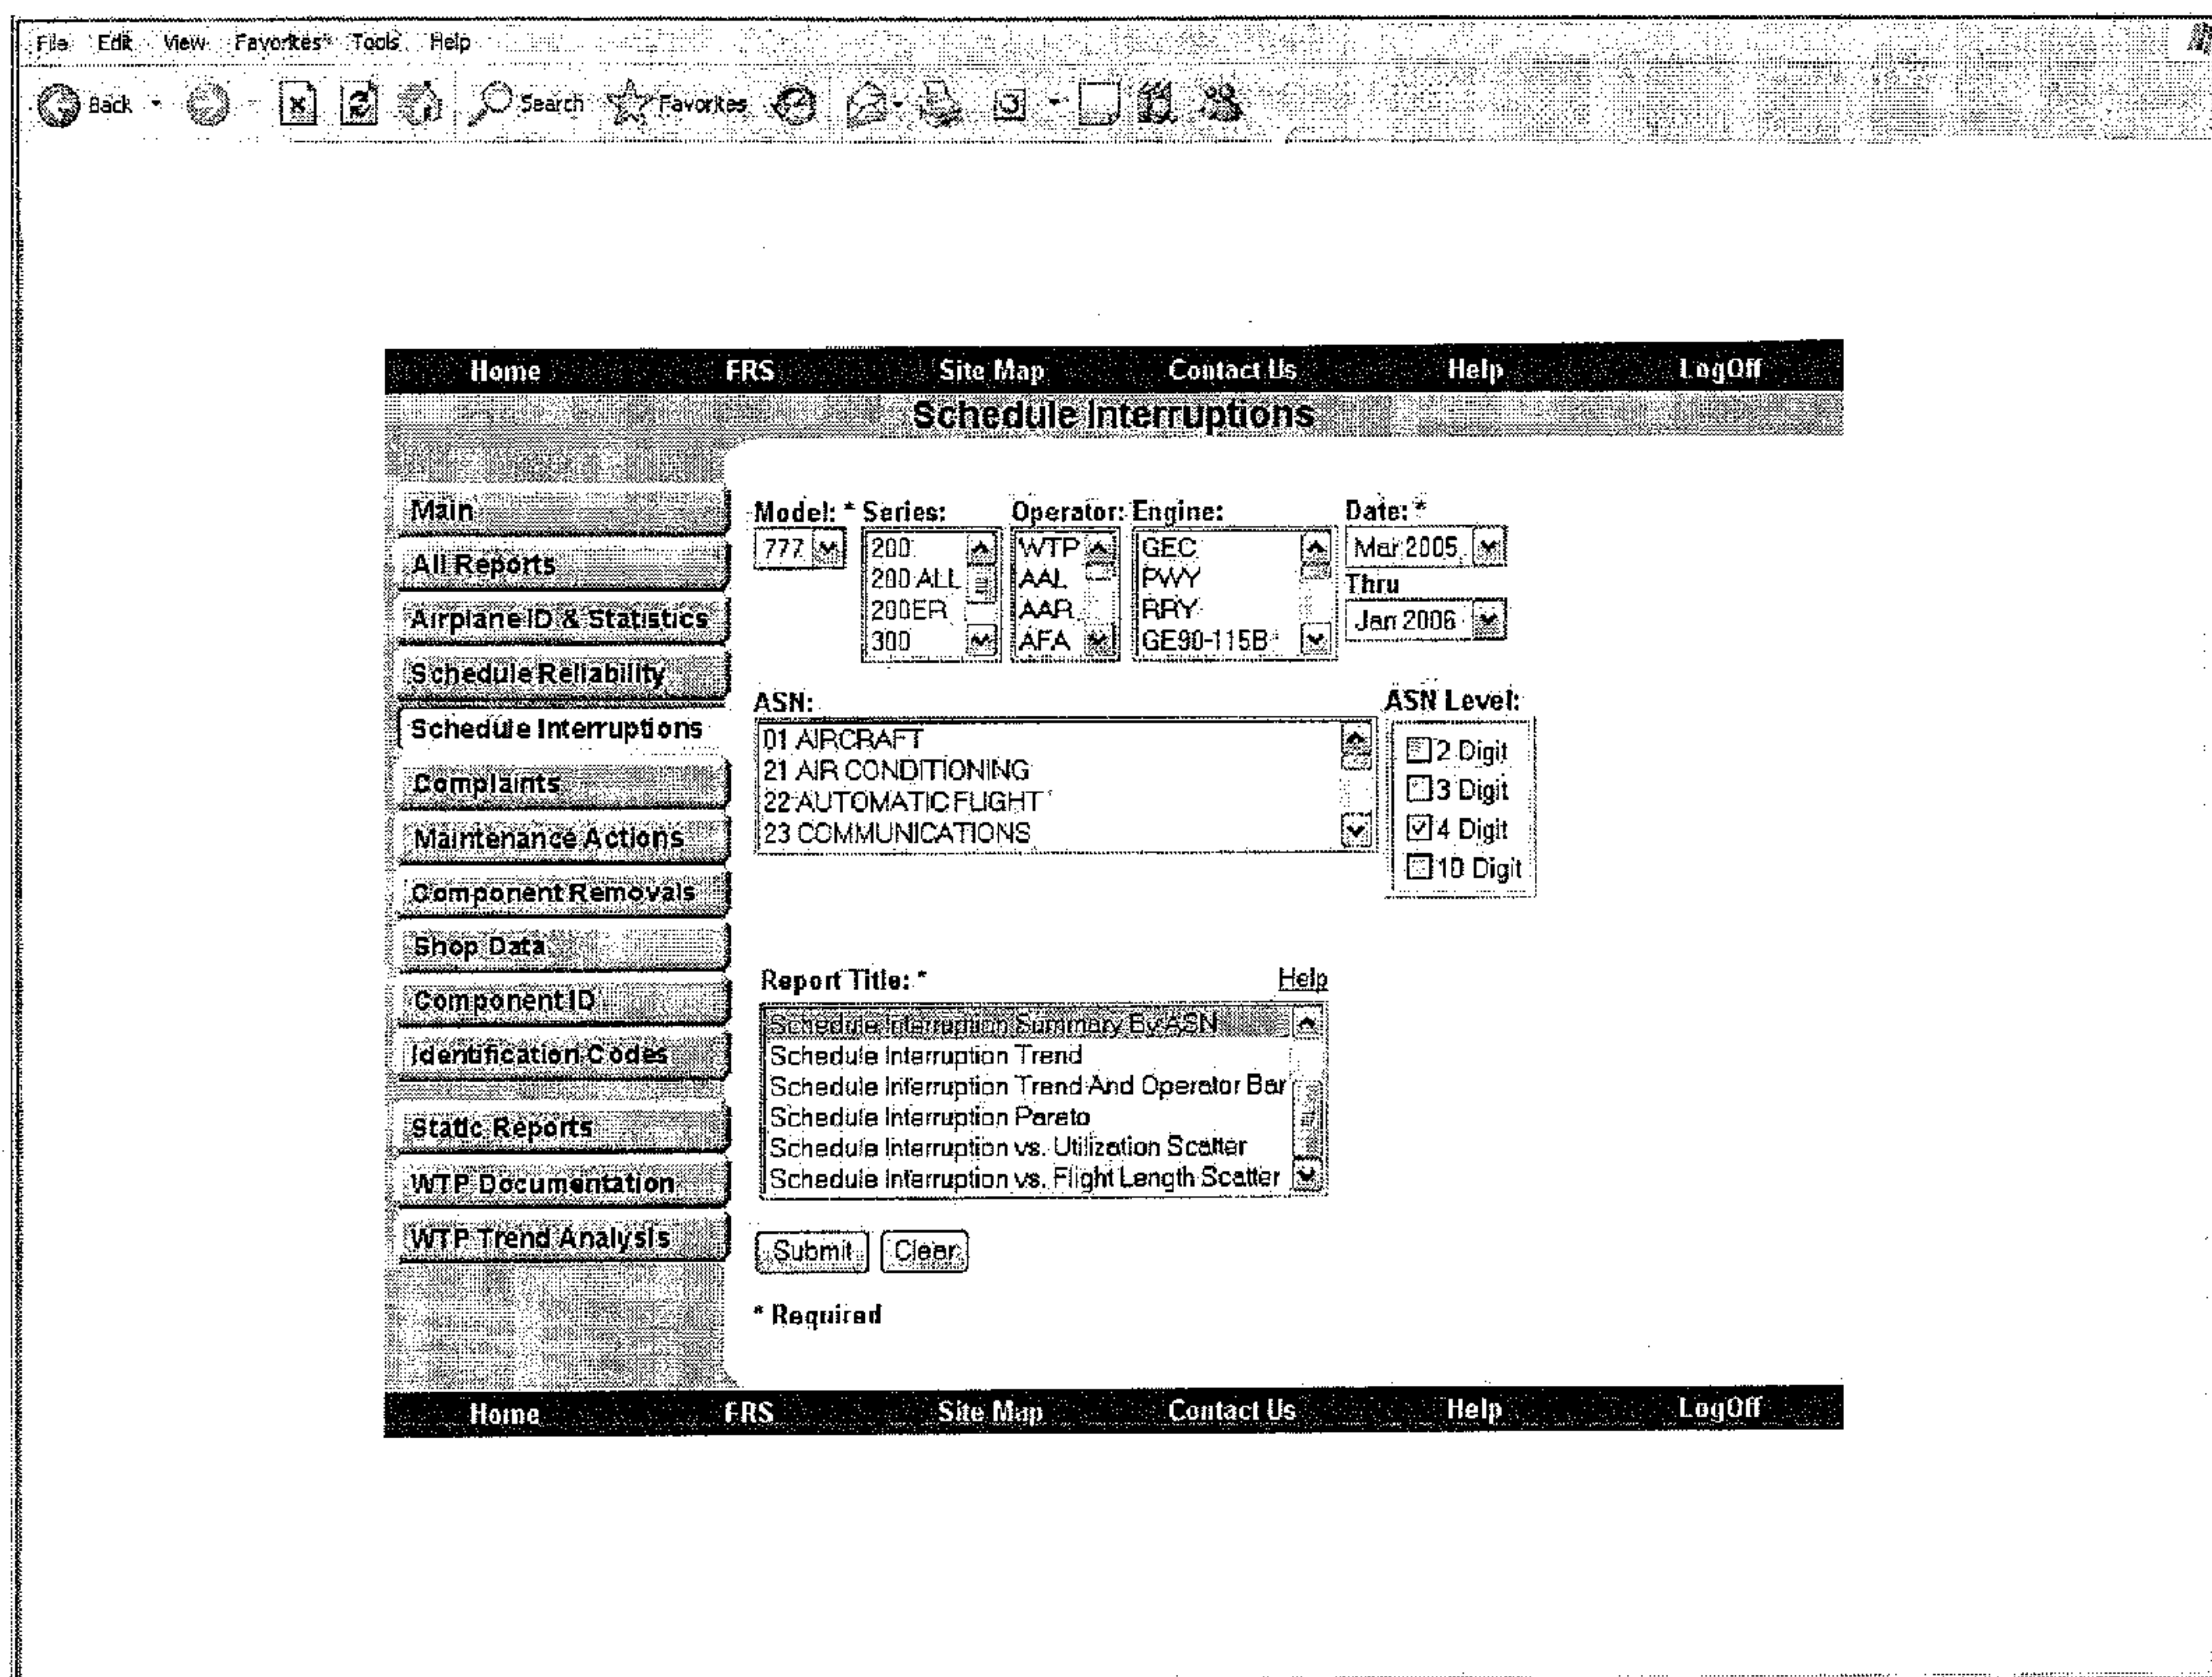 File Edit View Favorites Tools Help
Back Search Favorites
Home FRS Site Map Contact Us Help LogOff
Schedule Interruptions
Main
All Reports
Airplane ID & Statistics
Schedule Reliability
Schedule Interruptions
Complaints
Maintenance Actions
Component Removals
Shop Data
Component ID
Identification Codes
Static Reports
WTP Documentation
WTP Trend Analysis
Model: * Series: Operator: Engine: Date: *
777 200 WTP GEC Mar 2005
200 ALL AAL PWY Thru
200ER AAR RRY Jan 2006
300 AFA GE90-115B
ASN: ASN Level:
01 AIRCRAFT
21 AIR CONDITIONING
22 AUTOMATIC FLIGHT
23 COMMUNICATIONS
2 Digit
3 Digit
4 Digit
10 Digit
Report Title: * Help
Schedule Interruption Summary By ASN
Schedule Interruption Trend
Schedule Interruption Trend And Operator Bar
Schedule Interruption Pareto
Schedule Interruption vs. Utilization Scatter
Schedule Interruption vs. Flight Length Scatter
Submit Clear
* Required
Home FRS Site Map Contact Us Help LogOff